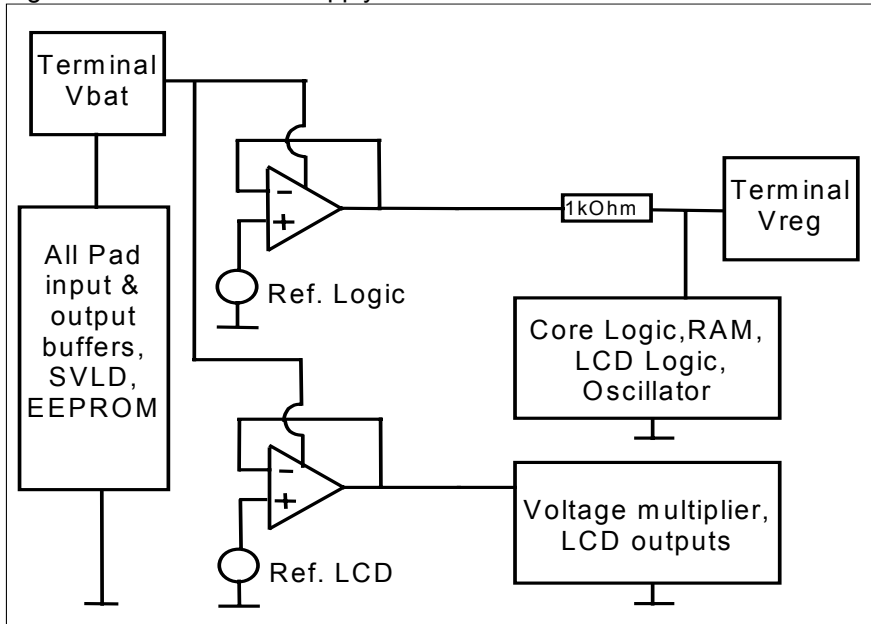 Terminal
Vbat
All Pad
input &
output
buffers,
SVLD,
EEPROM
-
+
Ref. Logic
1kOhm
Terminal
Vreg
Core Logic,RAM,
LCD Logic,
Oscillator
-
+
Ref. LCD
Voltage multiplier,
LCD outputs